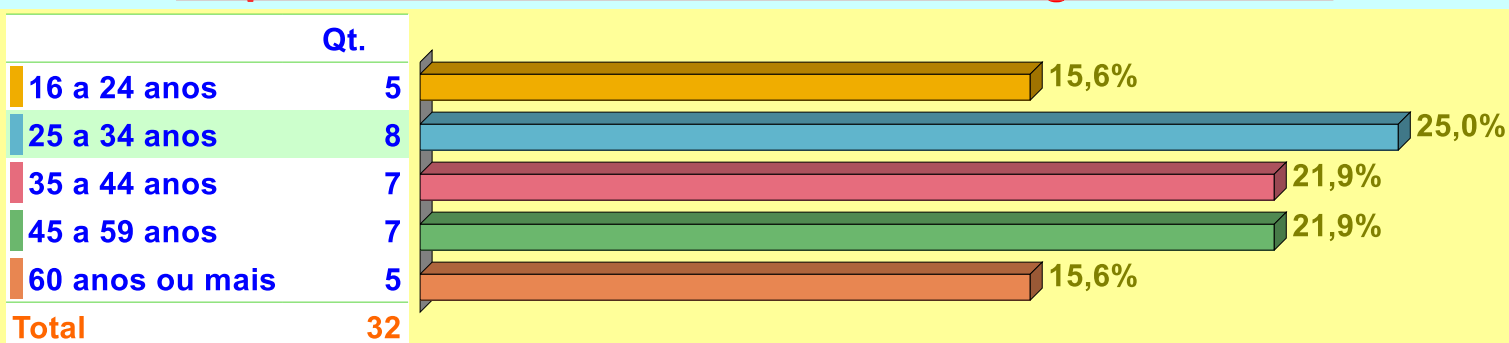 Qt.
16 a 24 anos 5 15,6%
25 a 34 anos 8 25,0%
35 a 44 anos 7 21,9%
45 a 59 anos 7 21,9%
60 anos ou mais 5 15,6%
Total 32